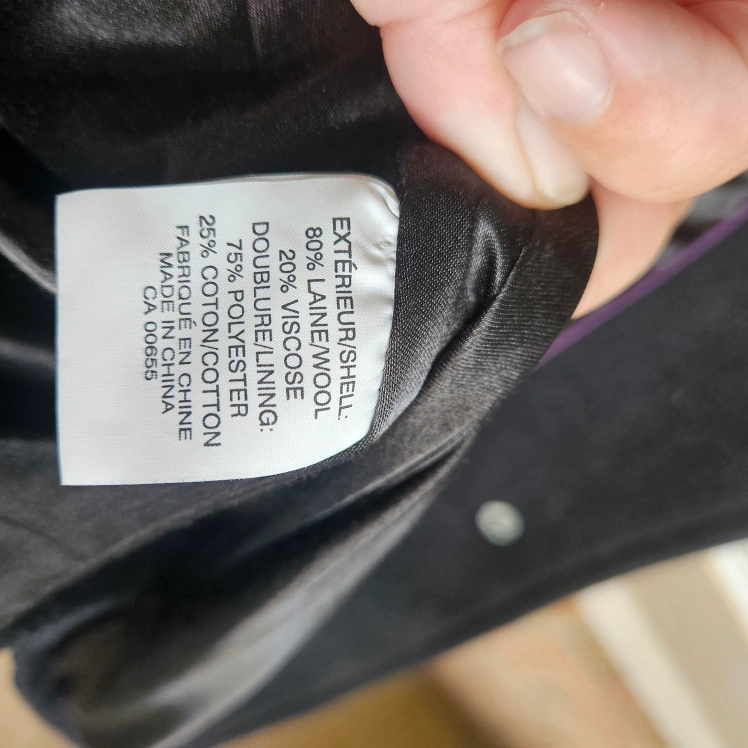 EXTÉRIEUR/SHELL:
80% LAINE/WOOL
20% VISCOSE
DOUBLURE/LINING:
75% POLYESTER
25% COTON/COTTON
FABRIQUÉ EN CHINE
MADE IN CHINA
CA 00655